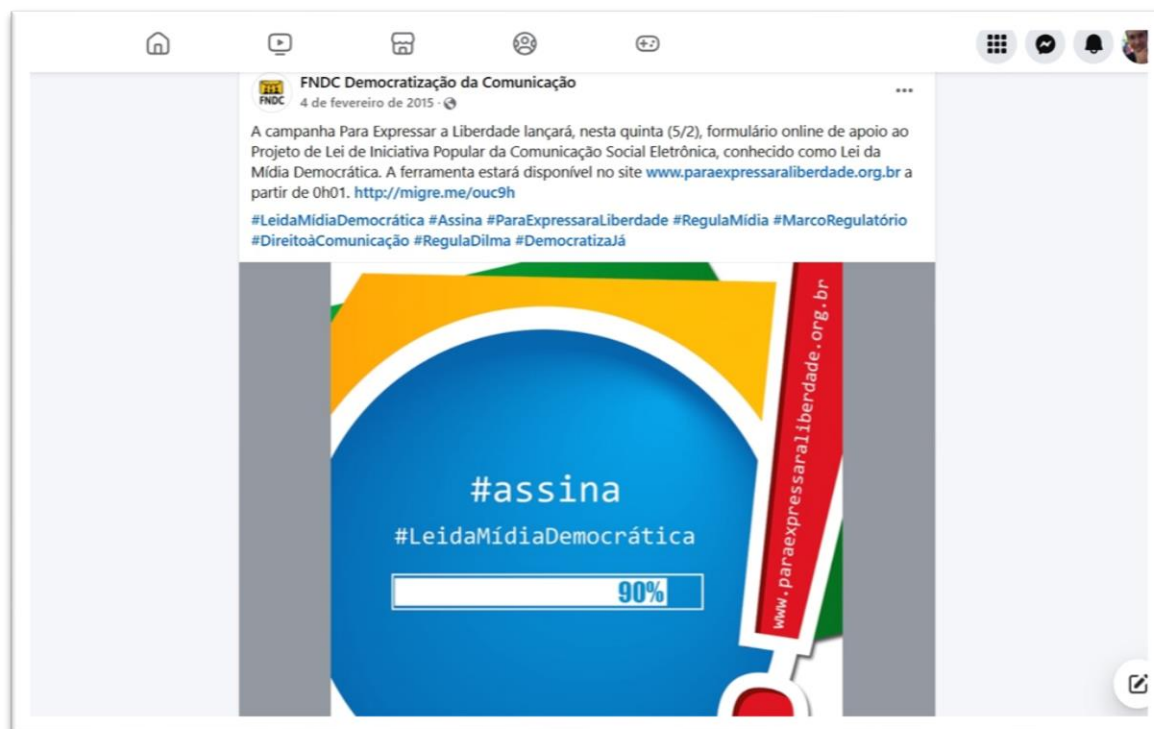 FNDC Democratização da Comunicação
FNDC
4 de fevereiro de 2015
A campanha Para Expressar a Liberdade lançará, nesta quinta (5/2), formulário online de apoio ao
Projeto de Lei de Iniciativa Popular da Comunicação Social Eletrônica, conhecido como Lei da
Mídia Democrática. A ferramenta estará disponível no site www.paraexpressaraliberdade.org.br a
partir de 0h01. http://migre.me/ouc9h
#LeidaMídiaDemocrática #Assina #ParaExpressaraLiberdade #RegulaMídia #MarcoRegulatório
#DireitoàComunicação #RegulaDilma #DemocratizaJá
www.paraexpressaraliberdade.org.br
#assina
#LeidaMídiaDemocrática
90%